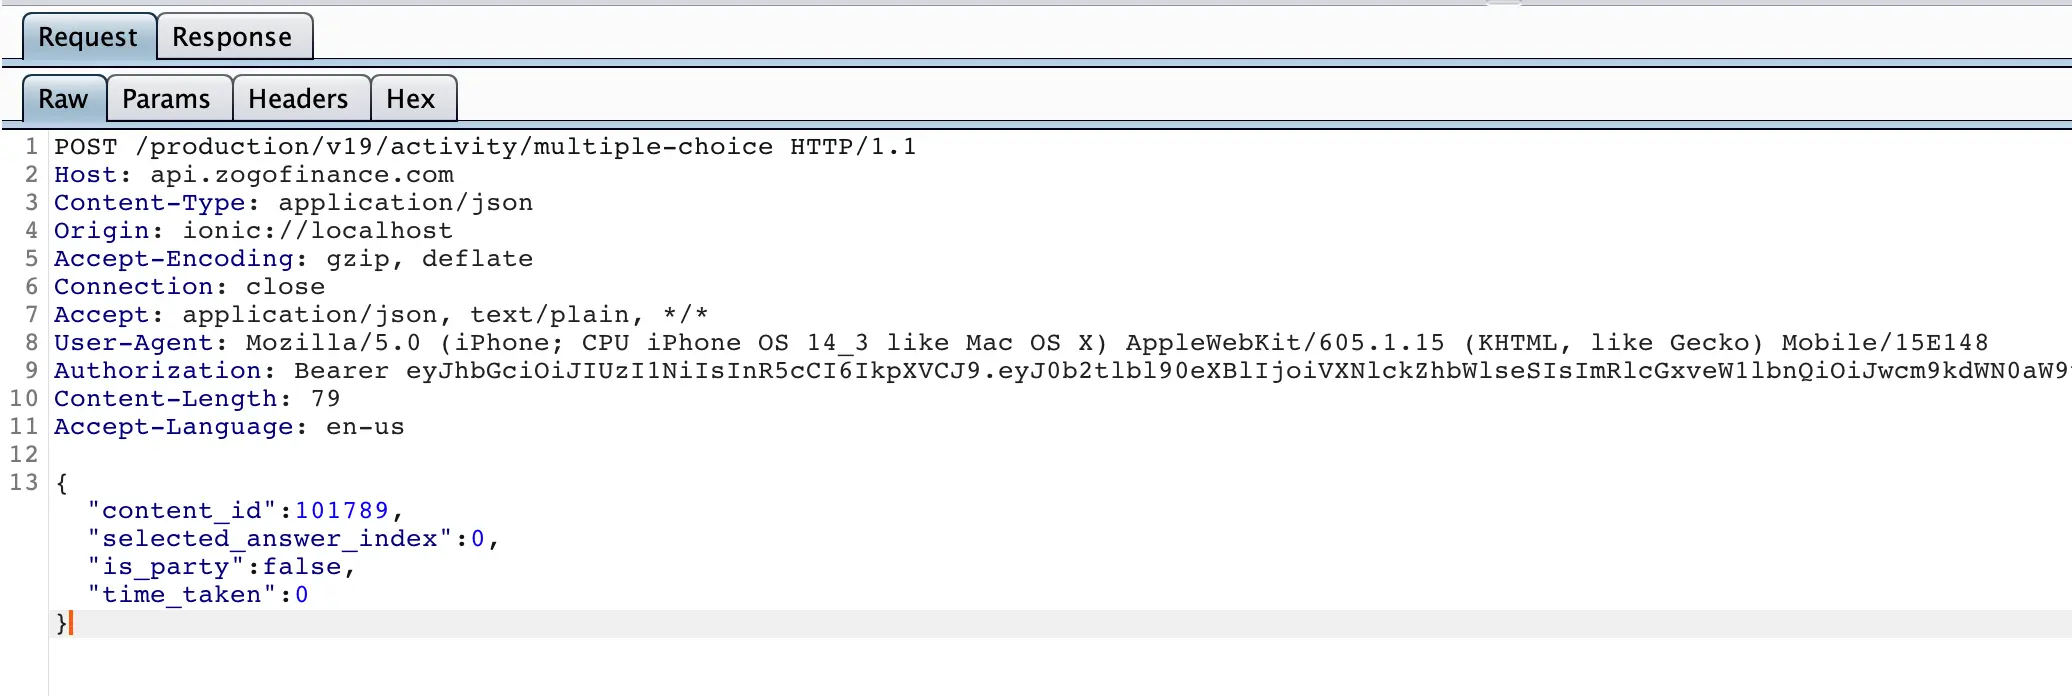 Request Response
Raw Params Headers Hex
1 POST /production/v19/activity/multiple-choice HTTP/1.1
2 Host: api.zogofinance.com
3 Content-Type: application/json
4 Origin: ionic://localhost
5 Accept-Encoding: gzip, deflate
6 Connection: close
7 Accept: application/json, text/plain, */*
8 User-Agent: Mozilla/5.0 (iPhone; CPU iPhone OS 14_3 like Mac OS X) AppleWebKit/605.1.15 (KHTML, like Gecko) Mobile/15E148
9 Authorization: Bearer eyJhbGciOiJIUzI1NiIsInR5cCI6IkpXVCJ9.eyJ0b2tlbl90eXBlIjoiVXNlckZhbWlseSIsImRlcGxveW1lbnQiOiJwcm9kdWN0aW9
10 Content-Length: 79
11 Accept-Language: en-us
12
13 {
"content_id":101789,
"selected_answer_index":0,
"is_party":false,
"time_taken":0
}